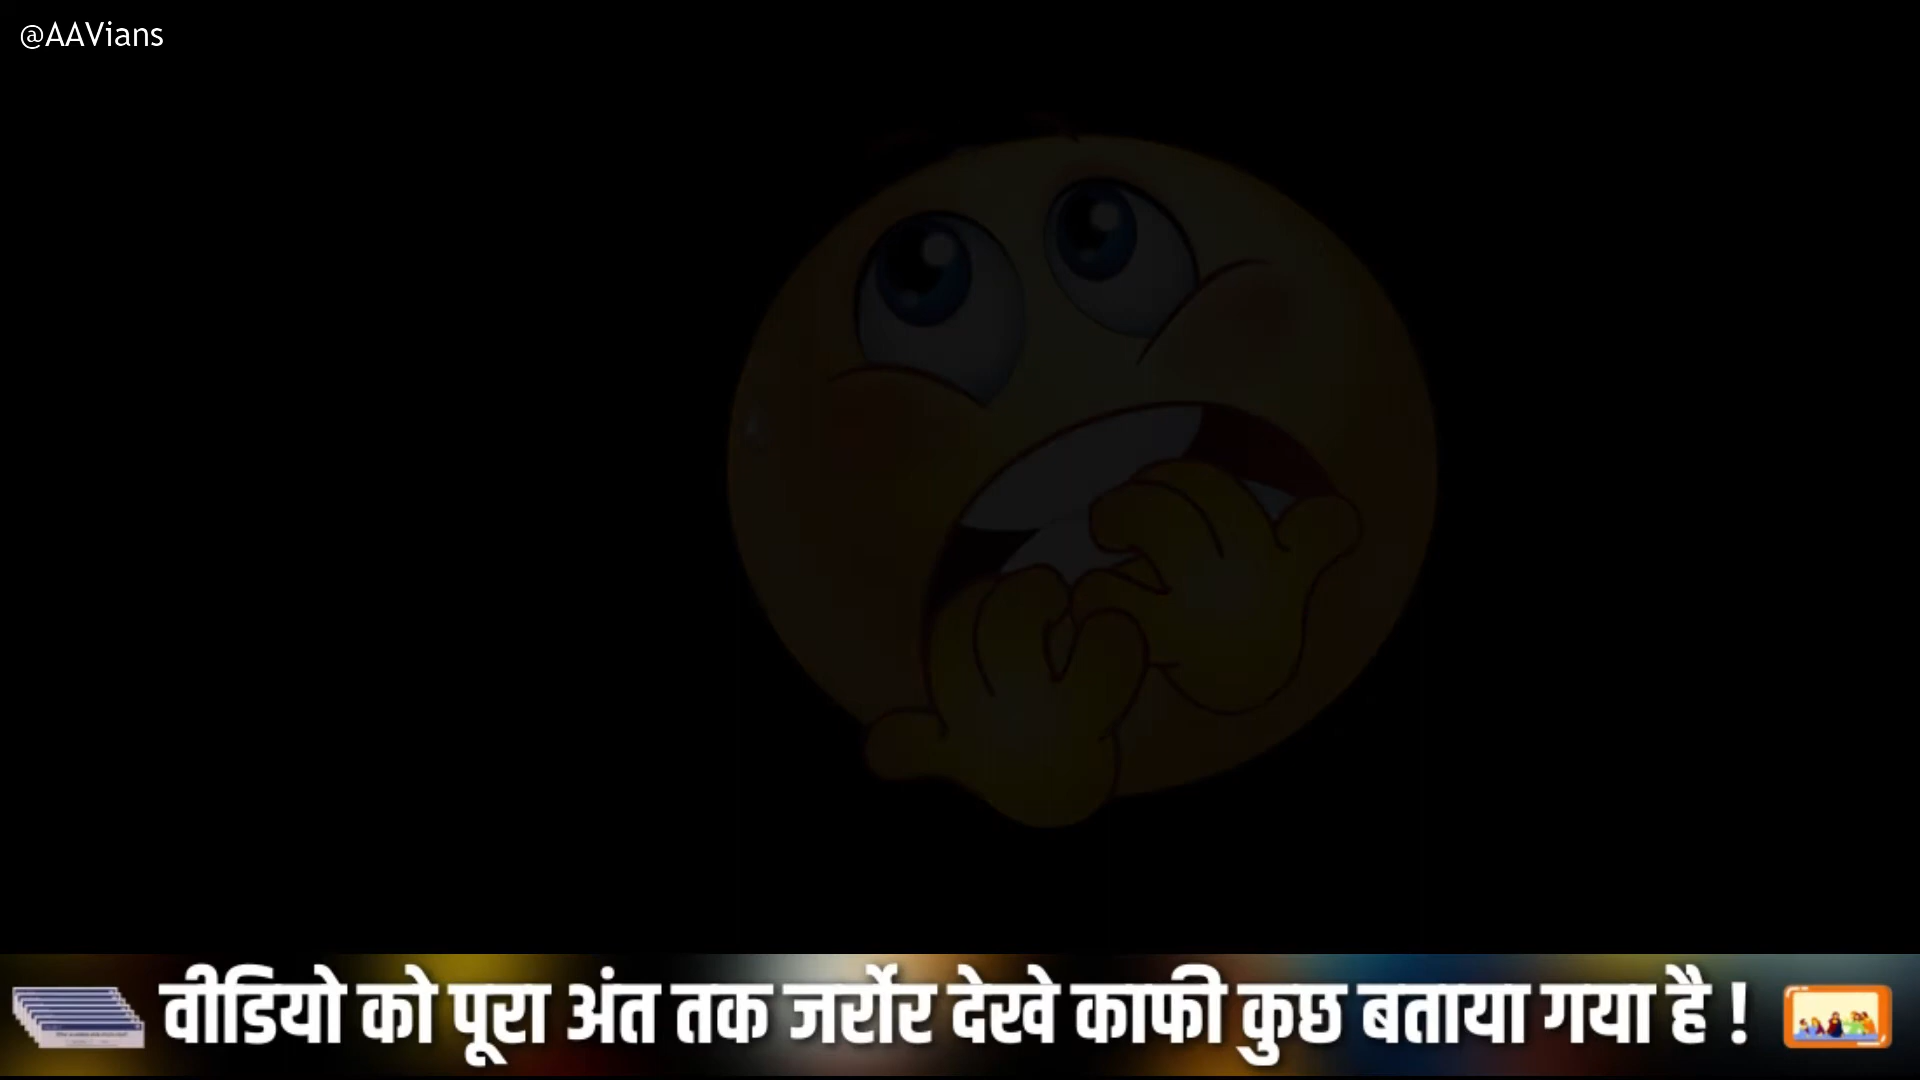 @AAVians
वीडियो को पूरा अंत तक जर्रोर देखे काफी कुछ बताया गया है !